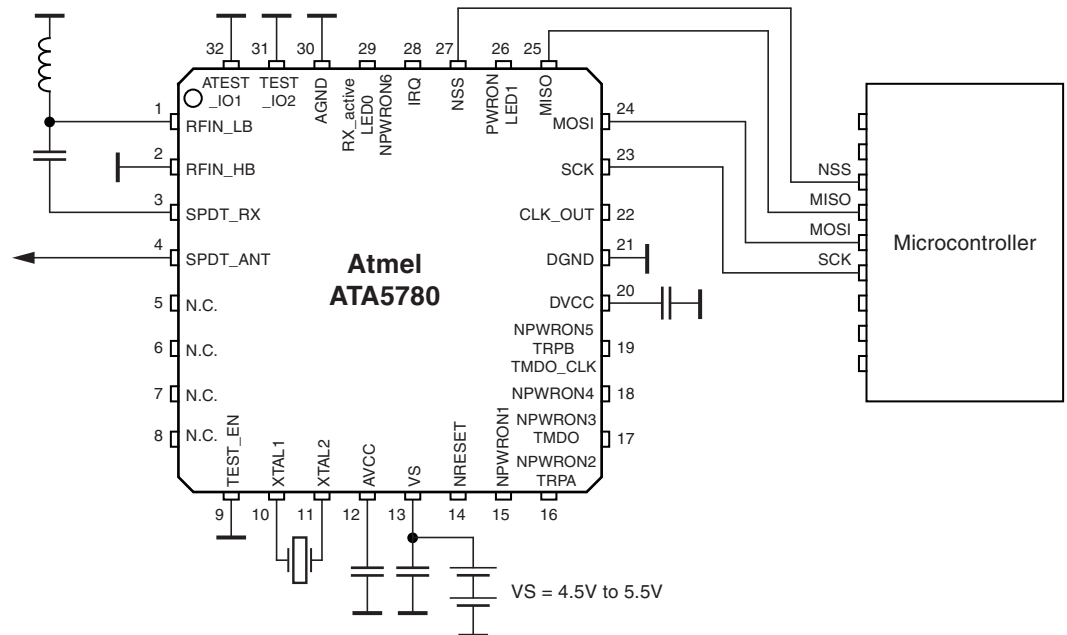 32
31
30
29
28
27
26
25
ATEST
_IO1
TEST
_IO2
AGND
RX_active
LED0
NPWRON6
IRQ
NSS
PWRON
LED1
MISO
1
RFIN_LB
2
RFIN_HB
3
SPDT_RX
4
SPDT_ANT
5
N.C.
6
N.C.
7
N.C.
8
N.C.
Atmel
ATA5780
MOSI
24
SCK
23
CLK_OUT
22
DGND
21
DVCC
20
NPWRON5
TRPB
TMDO_CLK
19
NPWRON4
18
NPWRON3
TMDO
17
NPWRON2
TRPA
16
TEST_EN
XTAL1
XTAL2
AVCC
VS
NRESET
NPWRON1
9
10
11
12
13
14
15
VS = 4.5V to 5.5V
NSS
MISO
MOSI
SCK
Microcontroller